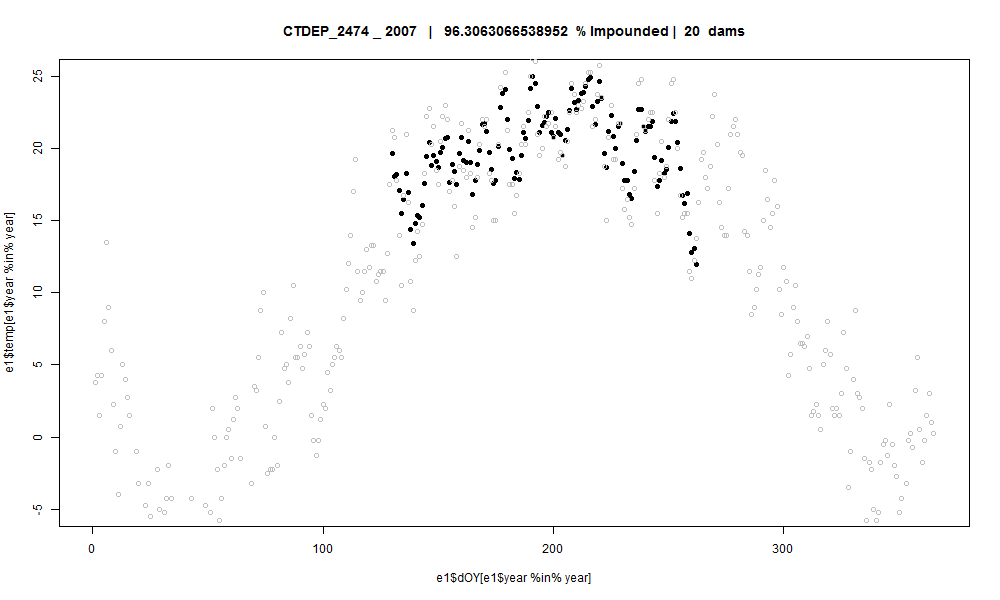 CTDEP_2474 _ 2007 | 96.3063066538952 % Impounded | 20 dams
e1$temp[e1$year %in% year]
25
20
15
10
5
0
-5
0 100 200 300
e1$dOY[e1$year %in% year]